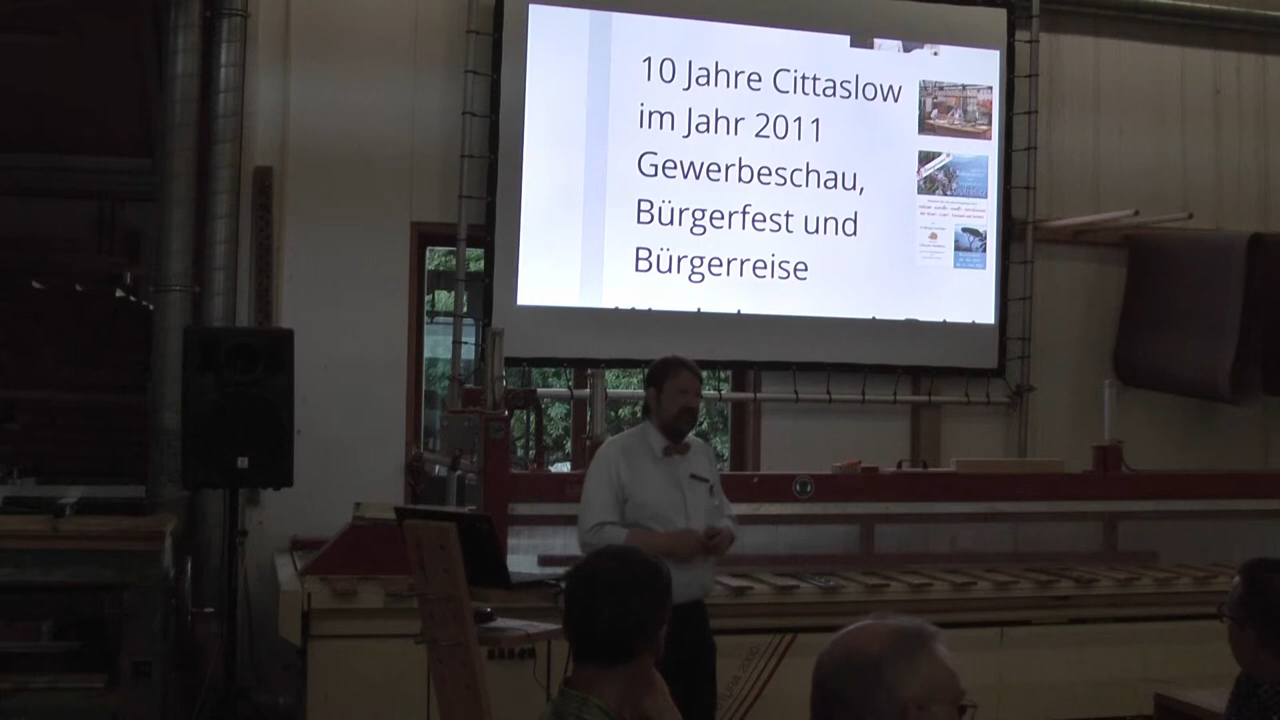 10 Jahre Cittaslow
im Jahr 2011
Gewerbeschau,
Bürgerfest und
Bürgerreise